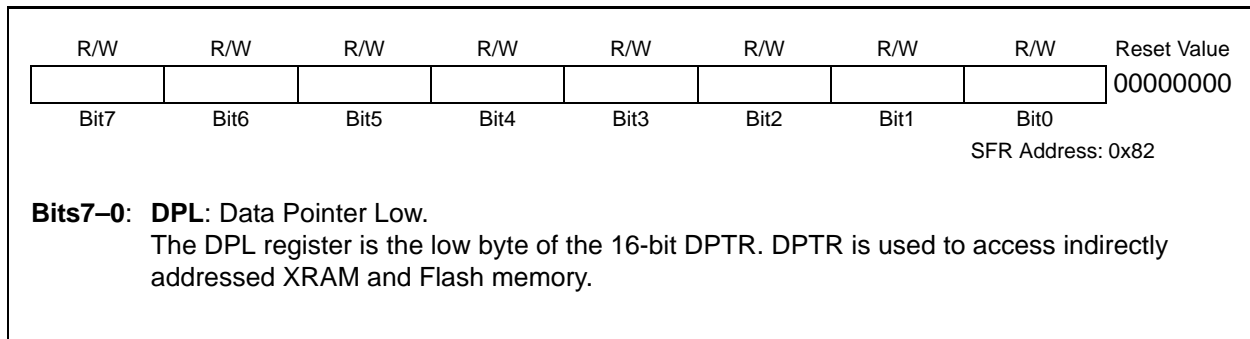 R/W R/W R/W R/W R/W R/W R/W R/W Reset Value
00000000
Bit7 Bit6 Bit5 Bit4 Bit3 Bit2 Bit1 Bit0
SFR Address: 0x82
Bits7–0: DPL: Data Pointer Low.
The DPL register is the low byte of the 16-bit DPTR. DPTR is used to access indirectly
addressed XRAM and Flash memory.